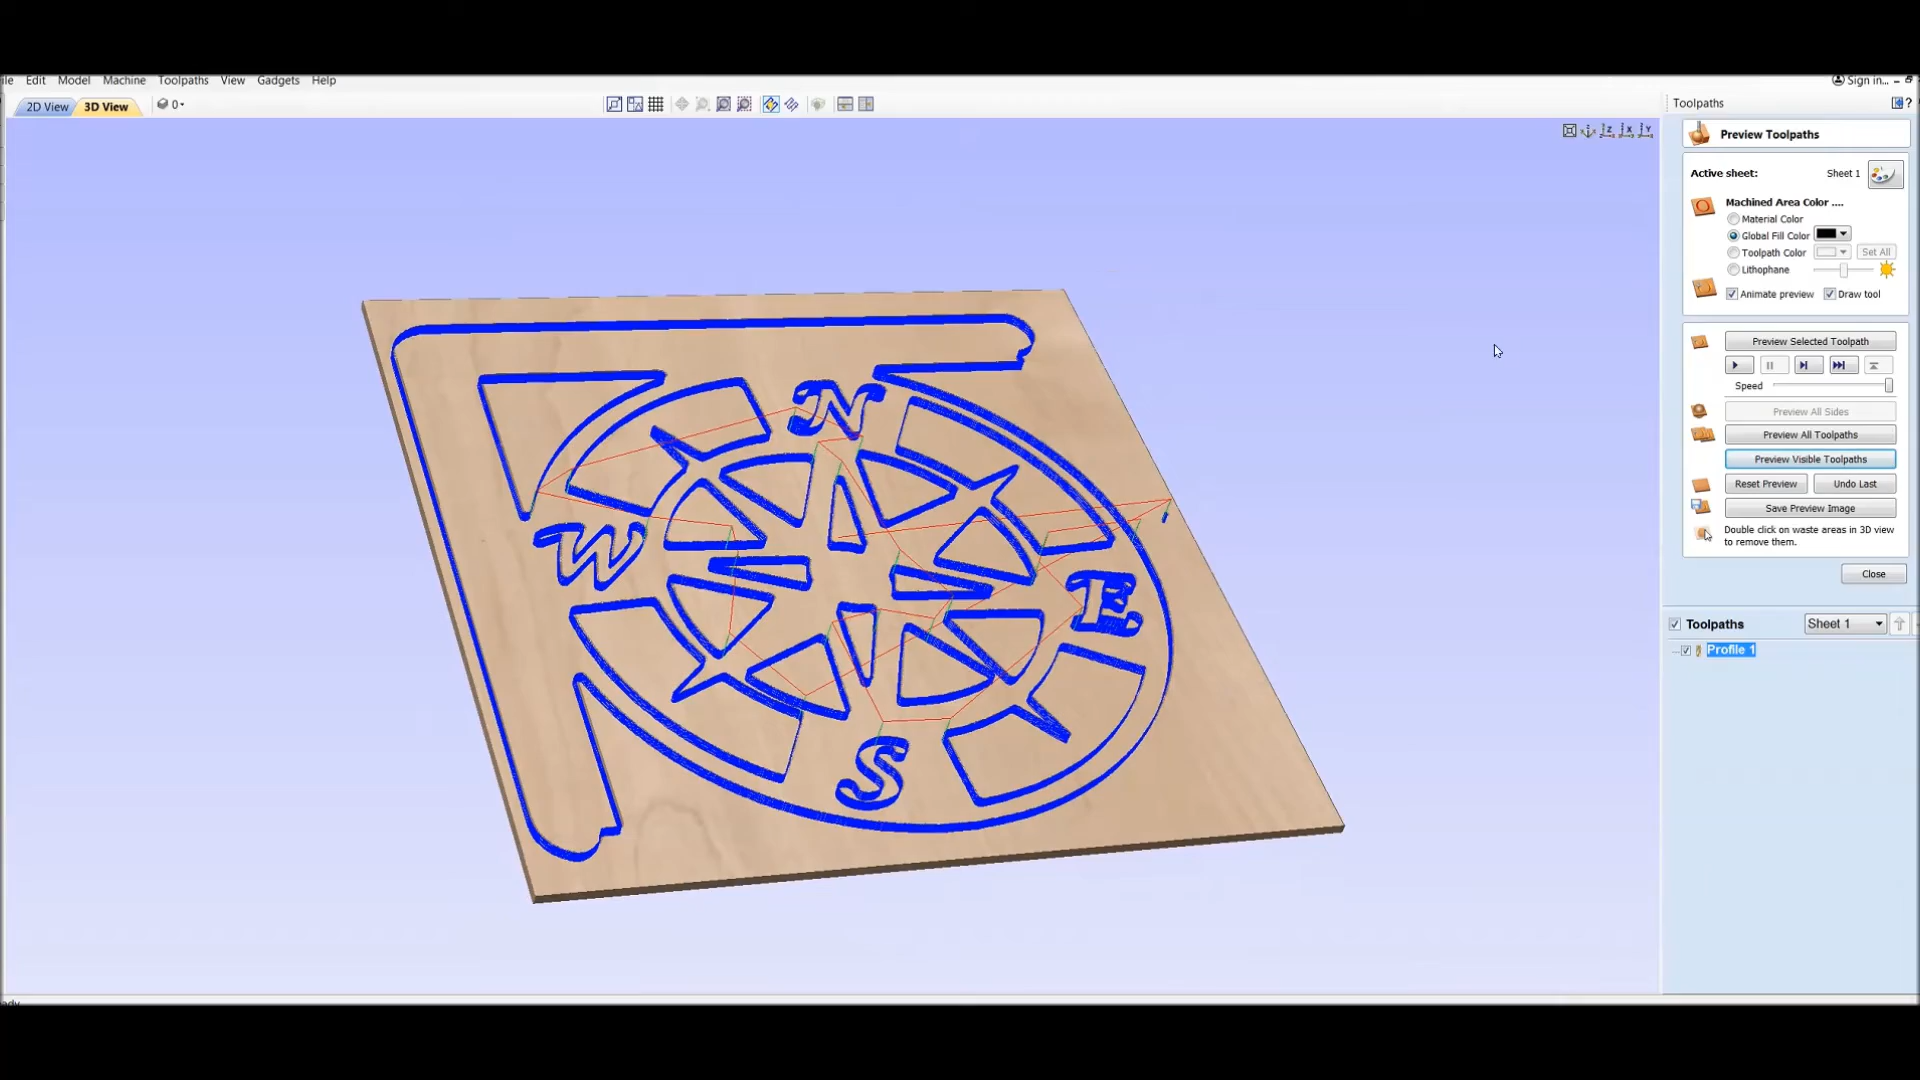 ile Edit Model Machine Toolpaths View Gadgets Help
Sign in...
2D View 3D View 0
Toolpaths
?
Z X Y
Preview Toolpaths
Active sheet: Sheet 1
Machined Area Color ....
Material Color
Global Fill Color
Toolpath Color Set All
Lithophane
Animate preview Draw tool
Preview Selected Toolpath
Speed
Preview All Sides
Preview All Toolpaths
Preview Visible Toolpaths
Reset Preview Undo Last
Save Preview Image
Double click on waste areas in 3D view
to remove them.
Close
Toolpaths Sheet 1
Profile 1
N
W
E
S